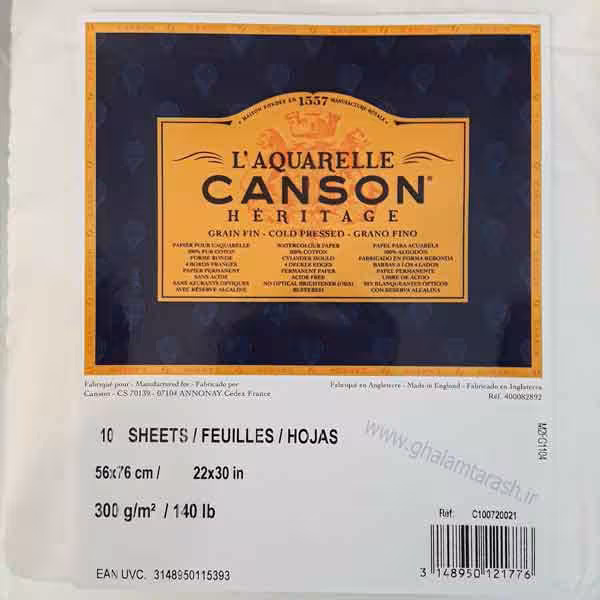 MAISON FONDÉE EN 1557 MANUFACTURE ROYALE
L'AQUARELLE
CANSON®
HÉRITAGE
GRAIN FIN - COLD PRESSED - GRANO FINO
PAPIER POUR L'AQUARELLE
100% PUR COTON
FORME RONDE
4 BORDS FRANGÉS
PAPIER PERMANENT
SANS ACIDE
SANS AZURANTS OPTIQUES
AVEC RÉSERVE ALCALINE
WATERCOLOUR PAPER
100% COTTON
CYLINDER MOULD
4 DECKLE EDGES
PERMANENT PAPER
ACIDE FREE
NO OPTICAL BRIGHTENER (OBA)
BUFFERED
PAPEL PARA ACUARELA
100% ALGODÓN
FABRICADO EN FORMA REDONDA
BARBAS A LOS 4 LADOS
PAPEL PERMANENTE
LIBRE DE ÁCIDO
SIN BLANQUEANTES ÓPTICOS
CON RESERVA ALCALINA
Fabriqué pour - Manufactured for - Fabricado por
Canson - CS 70139 - 07104 ANNONAY Cedex France
Fabriqué en Angleterre - Made in England - Fabricado en Inglaterra
Réf. 400082892
10 SHEETS / FEUILLES / HOJAS
56x76 cm / 22x30 in
300 g/m² / 140 lb
EAN UVC. 3148950115393
www.ghalamtarash.ir
Réf: C100720021
3 148950 121776